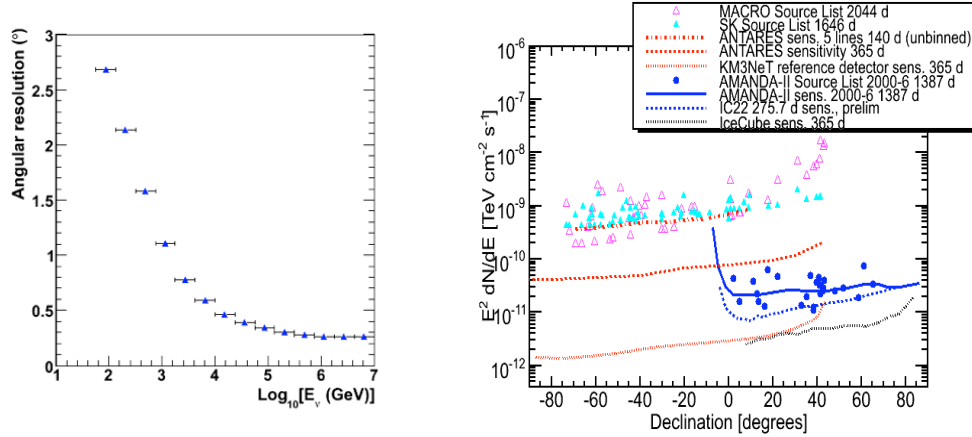 Angular resolution (°)
3
2.5
2
1.5
1
0.5
0
1 2 3 4 5 6 7
Log10[Eν (GeV)]
MACRO Source List 2044 d
SK Source List 1646 d
ANTARES sens. 5 lines 140 d (unbinned)
ANTARES sensitivity 365 d
KM3NeT reference detector sens. 365 d
AMANDA-II Source List 2000-6 1387 d
AMANDA-II sens. 2000-6 1387 d
IC22 275.7 d sens., prelim
IceCube sens. 365 d
E² dN/dE [TeV cm⁻² s⁻¹]
10⁻⁶
10⁻⁷
10⁻⁸
10⁻⁹
10⁻¹⁰
10⁻¹¹
10⁻¹²
-80 -60 -40 -20 0 20 40 60 80
Declination [degrees]